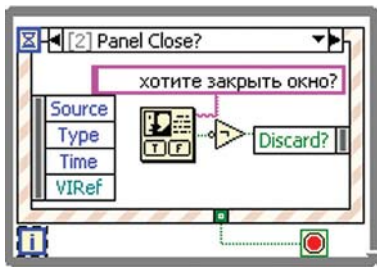 [2] Panel Close?
хотите закрыть окно?
Source
Type
Time
VIRef
T F
Discard?
i